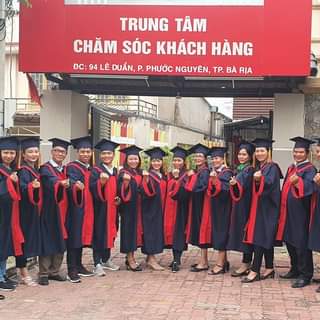 TRUNG TÂM
CHĂM SÓC KHÁCH HÀNG
ĐC: 94 LÊ DUẨN, P. PHƯỚC NGUYÊN, TP. BÀ RỊA